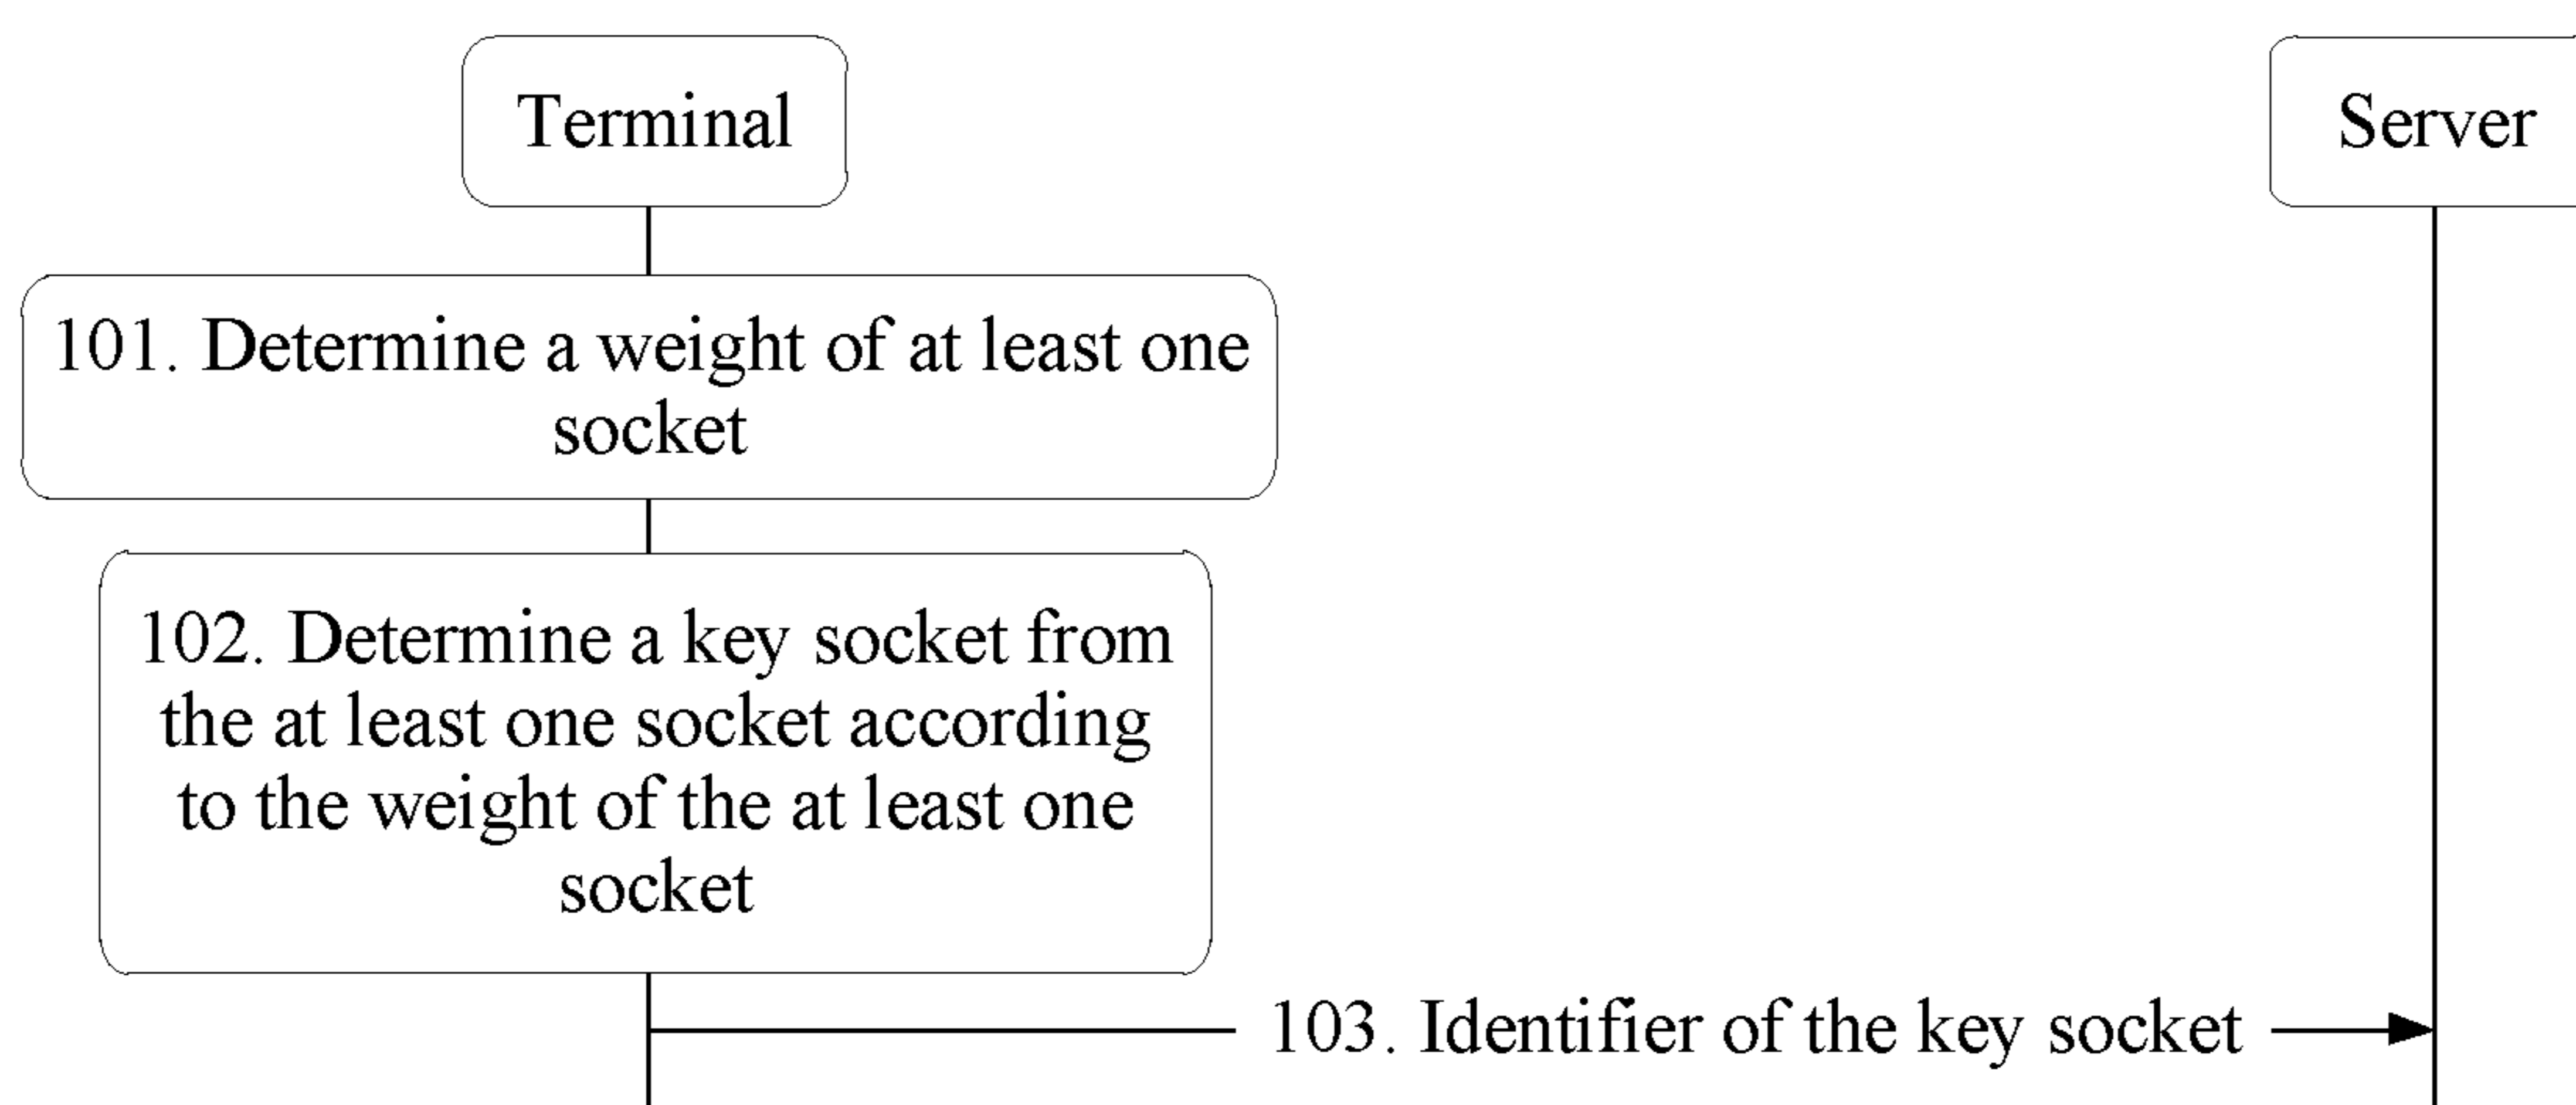 Terminal
Server
101. Determine a weight of at least one
socket
102. Determine a key socket from
the at least one socket according
to the weight of the at least one
socket
103. Identifier of the key socket